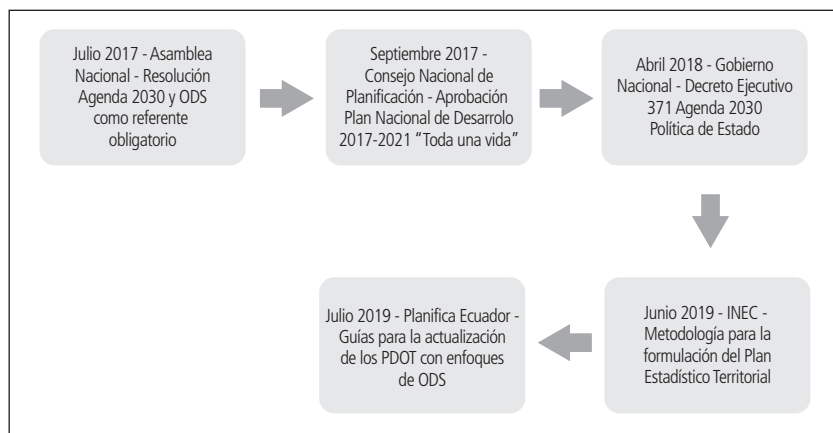 Julio 2017 - Asamblea
Nacional - Resolución
Agenda 2030 y ODS
como referente
obligatorio
Septiembre 2017 -
Consejo Nacional de
Planificación - Aprobación
Plan Nacional de Desarrolo
2017-2021 “Toda una vida”
Abril 2018 - Gobierno
Nacional - Decreto Ejecutivo
371 Agenda 2030
Política de Estado
Junio 2019 - INEC -
Metodología para la
formulación del Plan
Estadístico Territorial
Julio 2019 - Planifica Ecuador -
Guías para la actualización
de los PDOT con enfoques
de ODS